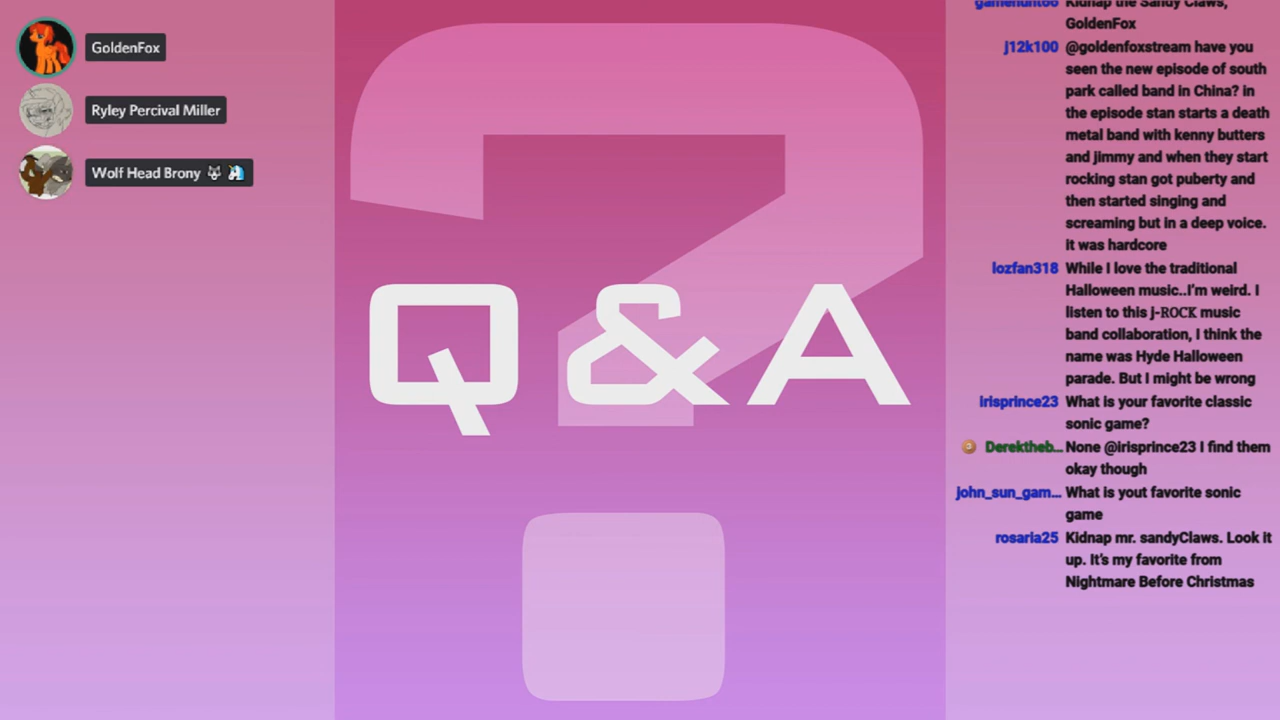 GoldenFox
Ryley Percival Miller
Wolf Head Brony
Q & A
gamehunt66 Kidnap the Sandy Claws,
GoldenFox
j12k100 @goldenfoxstream have you
seen the new episode of south
park called band in China? in
the episode stan starts a death
metal band with kenny butters
and jimmy and when they start
rocking stan got puberty and
then started singing and
screaming but in a deep voice.
it was hardcore
lozfan318 While I love the traditional
Halloween music..I'm weird. I
listen to this j-ROCK music
band collaboration, I think the
name was Hyde Halloween
parade. But I might be wrong
irisprince23 What is your favorite classic
sonic game?
Derektheb... None @irisprince23 I find them
okay though
john_sun_gam... What is yout favorite sonic
game
rosaria25 Kidnap mr. sandyClaws. Look it
up. It's my favorite from
Nightmare Before Christmas